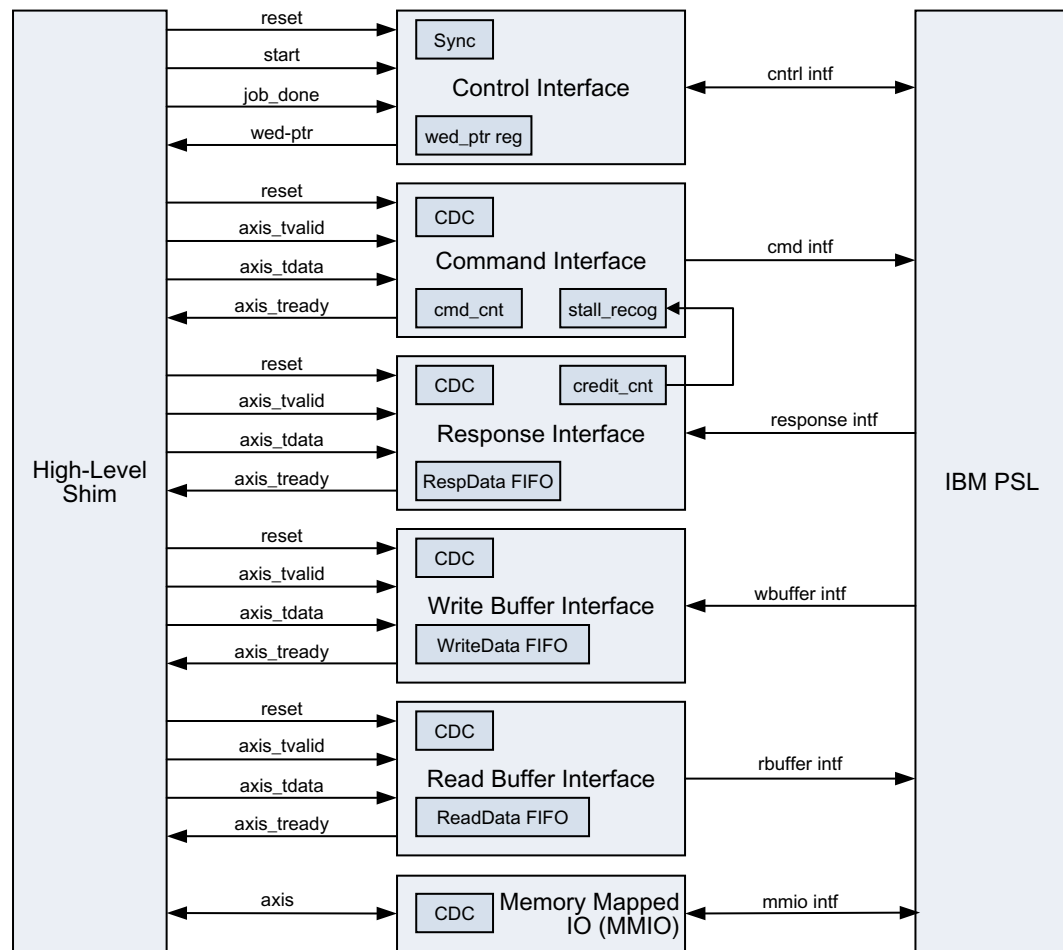 reset
Sync
start
Control Interface
cntrl intf
job_done
wed-ptr
wed_ptr reg
reset
CDC
axis_tvalid
cmd intf
Command Interface
axis_tdata
axis_tready
cmd_cnt
stall_recog
reset
CDC
credit_cnt
axis_tvalid
response intf
Response Interface
axis_tdata
High-Level
Shim
IBM PSL
axis_tready
RespData FIFO
reset
CDC
axis_tvalid
wbuffer intf
Write Buffer Interface
axis_tdata
WriteData FIFO
axis_tready
reset
CDC
axis_tvalid
rbuffer intf
Read Buffer Interface
axis_tdata
ReadData FIFO
axis_tready
axis
CDC
Memory Mapped
IO (MMIO)
mmio intf